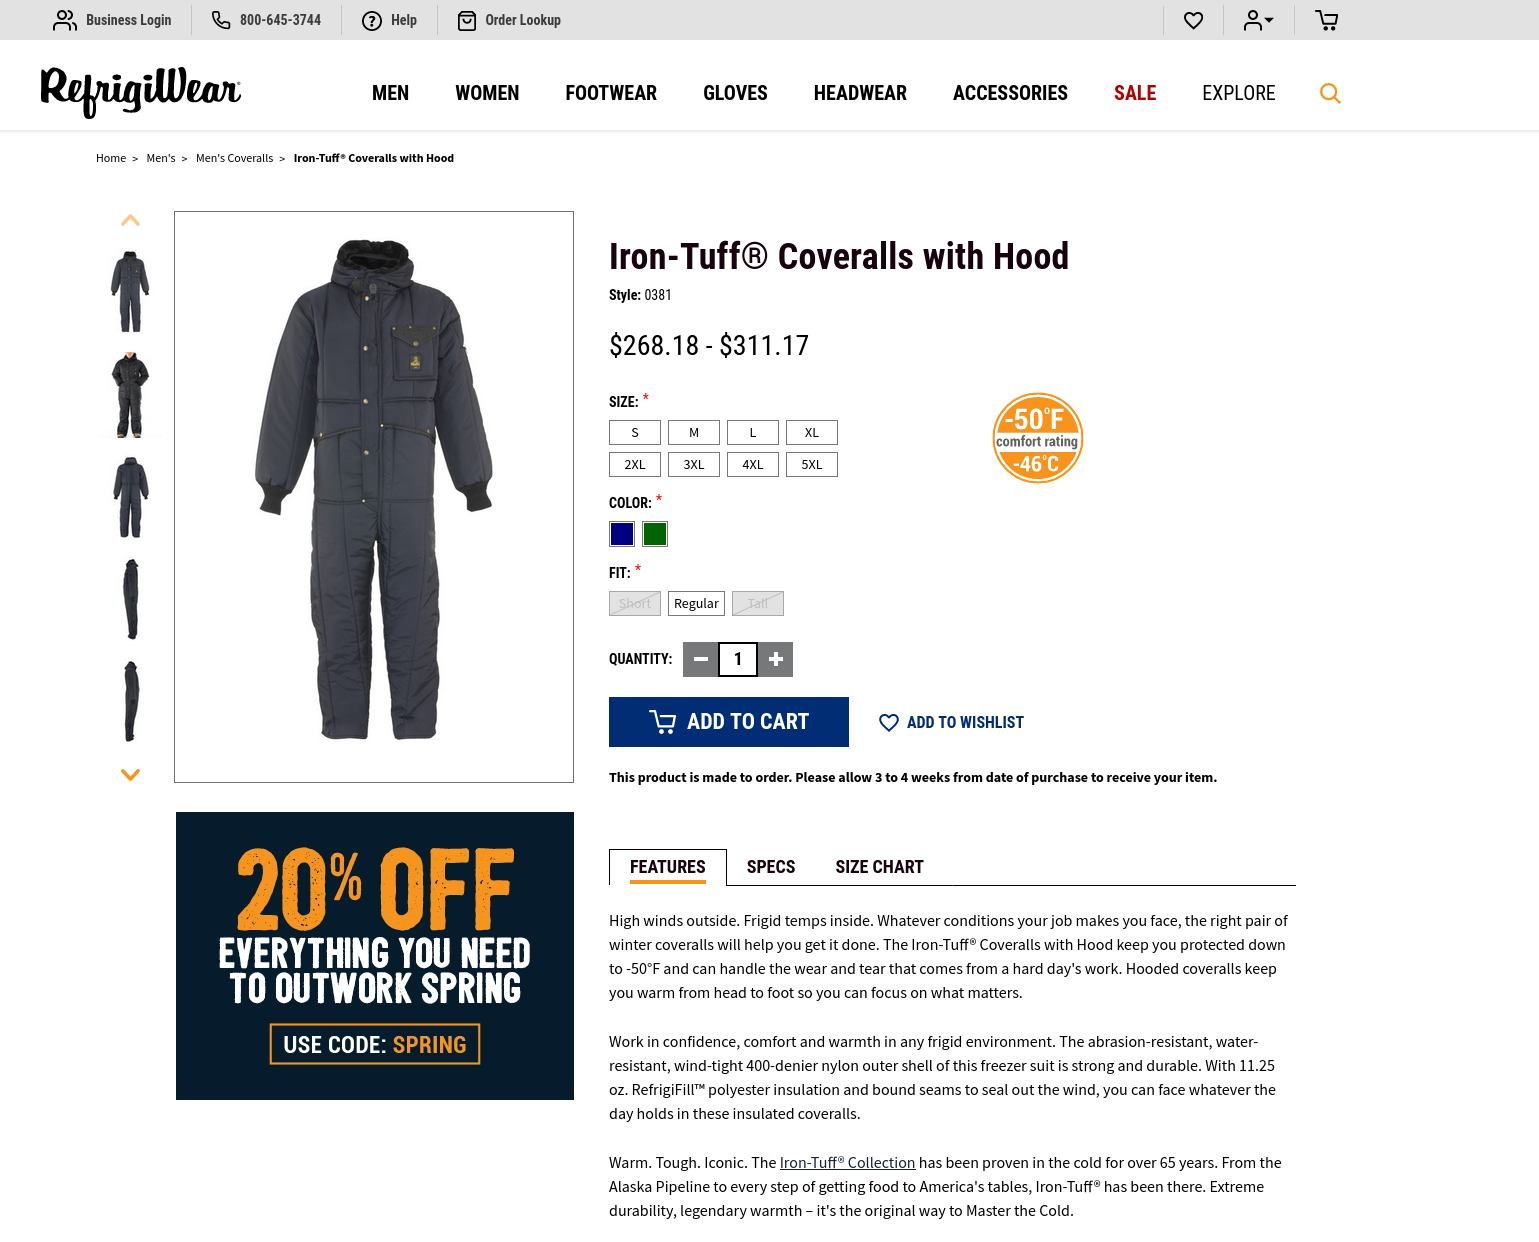 Business Login
800-645-3744
Help
Order Lookup
RefrigiWear®
MEN
WOMEN
FOOTWEAR
GLOVES
HEADWEAR
ACCESSORIES
SALE
EXPLORE
Home > Men's > Men's Coveralls > Iron-Tuff® Coveralls with Hood
Iron-Tuff® Coveralls with Hood
Style: 0381
$268.18 - $311.17
SIZE: *
S M L XL
2XL 3XL 4XL 5XL
-50°F
comfort rating
-46°C
COLOR: *
FIT: *
Short Regular Tall
QUANTITY: 1
ADD TO CART
ADD TO WISHLIST
This product is made to order. Please allow 3 to 4 weeks from date of purchase to receive your item.
20% OFF
EVERYTHING YOU NEED
TO OUTWORK SPRING
USE CODE: SPRING
FEATURES
SPECS
SIZE CHART
High winds outside. Frigid temps inside. Whatever conditions your job makes you face, the right pair of
winter coveralls will help you get it done. The Iron-Tuff® Coveralls with Hood keep you protected down
to -50°F and can handle the wear and tear that comes from a hard day's work. Hooded coveralls keep
you warm from head to foot so you can focus on what matters.
Work in confidence, comfort and warmth in any frigid environment. The abrasion-resistant, water-
resistant, wind-tight 400-denier nylon outer shell of this freezer suit is strong and durable. With 11.25
oz. RefrigiFill™ polyester insulation and bound seams to seal out the wind, you can face whatever the
day holds in these insulated coveralls.
Warm. Tough. Iconic. The Iron-Tuff® Collection has been proven in the cold for over 65 years. From the
Alaska Pipeline to every step of getting food to America's tables, Iron-Tuff® has been there. Extreme
durability, legendary warmth – it's the original way to Master the Cold.